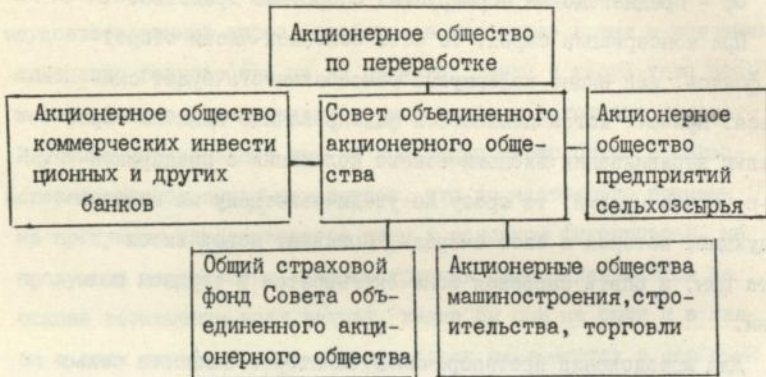 Акционерное общество
по переработке
Акционерное общество
коммерческих инвести
ционных и других
банков
Совет объединенного
акционерного обще-
ства
Акционерное
общество
предприятий
сельхозсырья
Общий страховой
фонд Совета объ-
единенного акци-
онерного общества
Акционерные общества
машиностроения,стро-
ительства, торговли